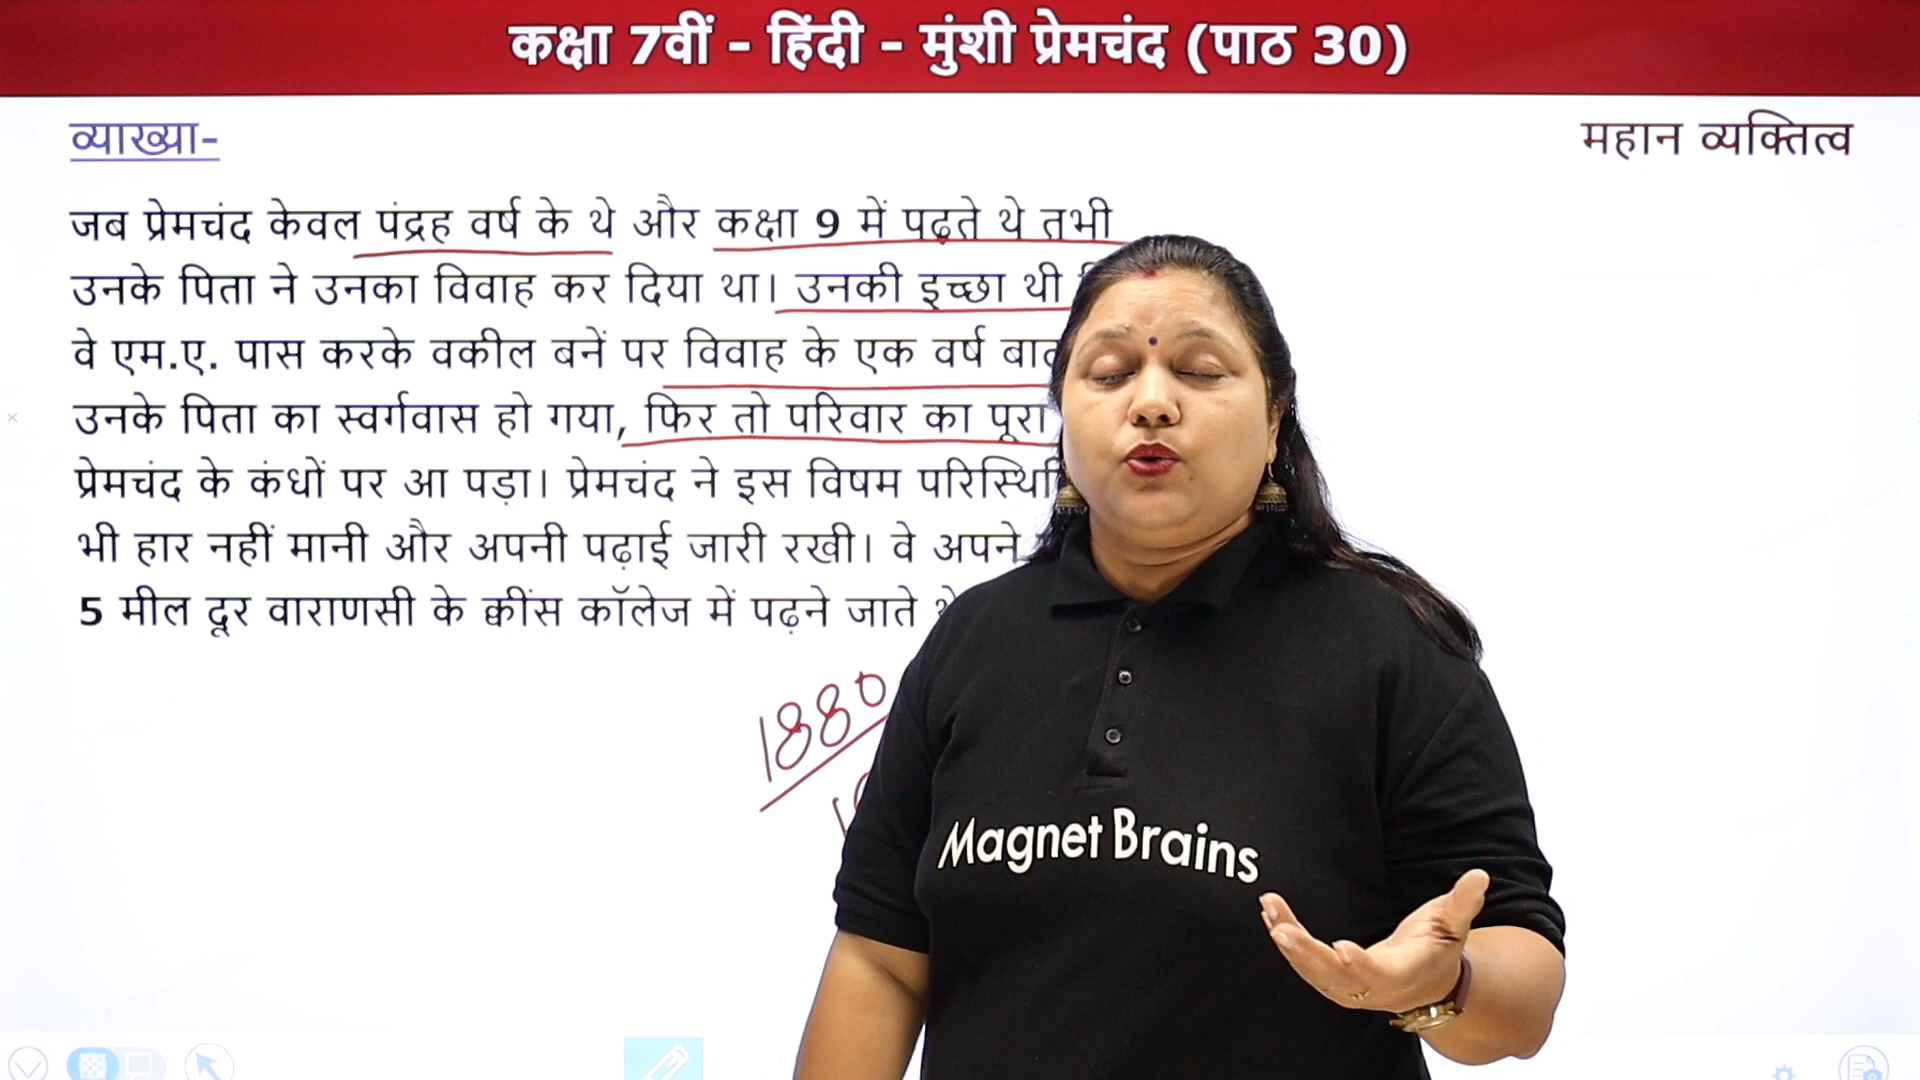 कक्षा 7वीं - हिंदी - मुंशी प्रेमचंद (पाठ 30)
व्याख्या-
महान व्यक्तित्व
जब प्रेमचंद केवल पंद्रह वर्ष के थे और कक्षा 9 में पढ़ते थे तभी
उनके पिता ने उनका विवाह कर दिया था। उनकी इच्छा थी
वे एम.ए. पास करके वकील बनें पर विवाह के एक वर्ष
उनके पिता का स्वर्गवास हो गया, फिर तो परिवार का पूरा
प्रेमचंद के कंधों पर आ पड़ा। प्रेमचंद ने इस विषम
भी हार नहीं मानी और अपनी पढ़ाई जारी रखी। वे अपने
5 मील दूर वाराणसी के क्वींस कॉलेज में पढ़ने जाते
1880
Magnet Brains